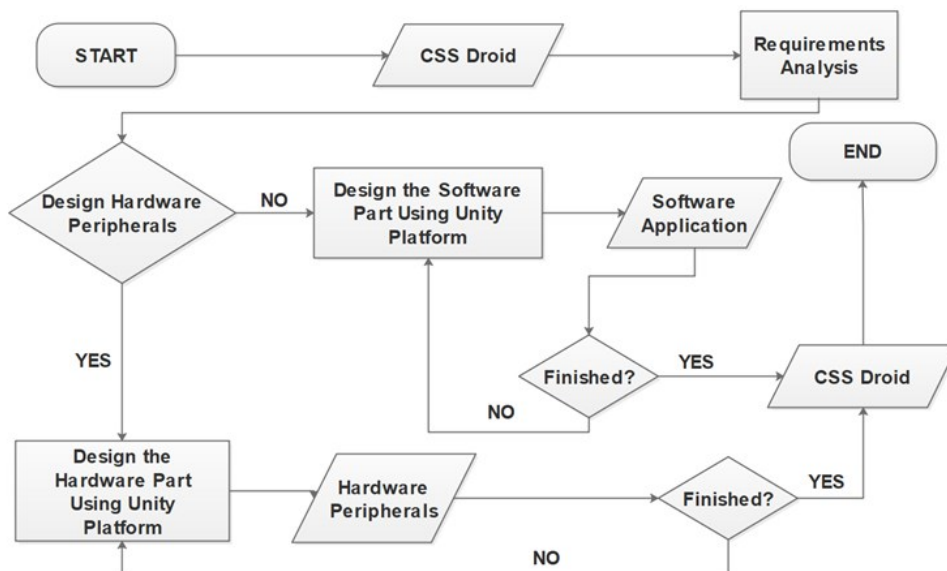 START
CSS Droid
Requirements
Analysis
END
Design Hardware
Peripherals
NO
Design the Software
Part Using Unity
Platform
Software
Application
YES
Finished?
YES
CSS Droid
NO
Design the
Hardware Part
Using Unity
Platform
Hardware
Peripherals
Finished?
YES
NO